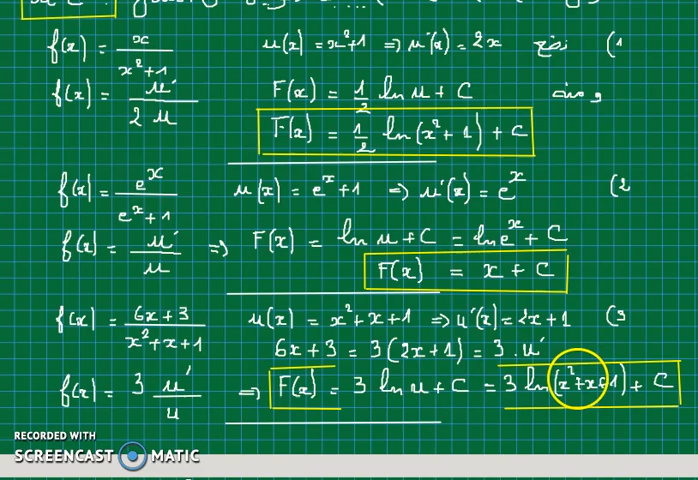 f(x) = x / x²+1   u(x) = x²+1 ⇒ u'(x) = 2x   نضع   (1
f(x) = u' / 2u   F(x) = 1/2 ln u + C   ومنه
F(x) = 1/2 ln(x²+1) + C
f(x) = eˣ / eˣ+1   u(x) = eˣ+1 ⇒ u'(x) = eˣ   (2
f(x) = u' / u ⇒ F(x) = ln u + C = ln eˣ + C
F(x) = x + C
f(x) = 6x+3 / x²+x+1   u(x) = x²+x+1 ⇒ u'(x) = 2x+1   (3
6x+3 = 3(2x+1) = 3.u'
f(x) = 3 u'/u ⇒ F(x) = 3 ln u + C = 3 ln(x²+x+1) + C
RECORDED WITH
SCREENCAST MATIC